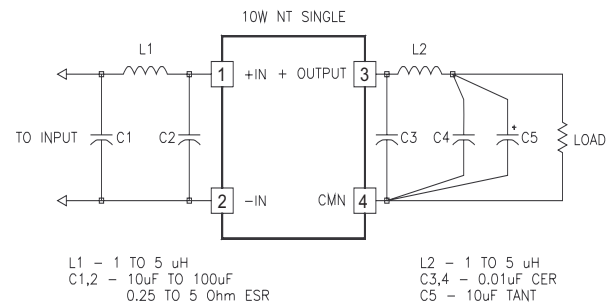 10W NT SINGLE
L1
L2
1
+IN
+ OUTPUT
3
TO INPUT
C1
C2
C3
C4
+
C5
LOAD
2
-IN
CMN
4
L1 - 1 TO 5 uH
C1,2 - 10uF TO 100uF
0.25 TO 5 Ohm ESR
L2 - 1 TO 5 uH
C3,4 - 0.01uF CER
C5 - 10uF TANT